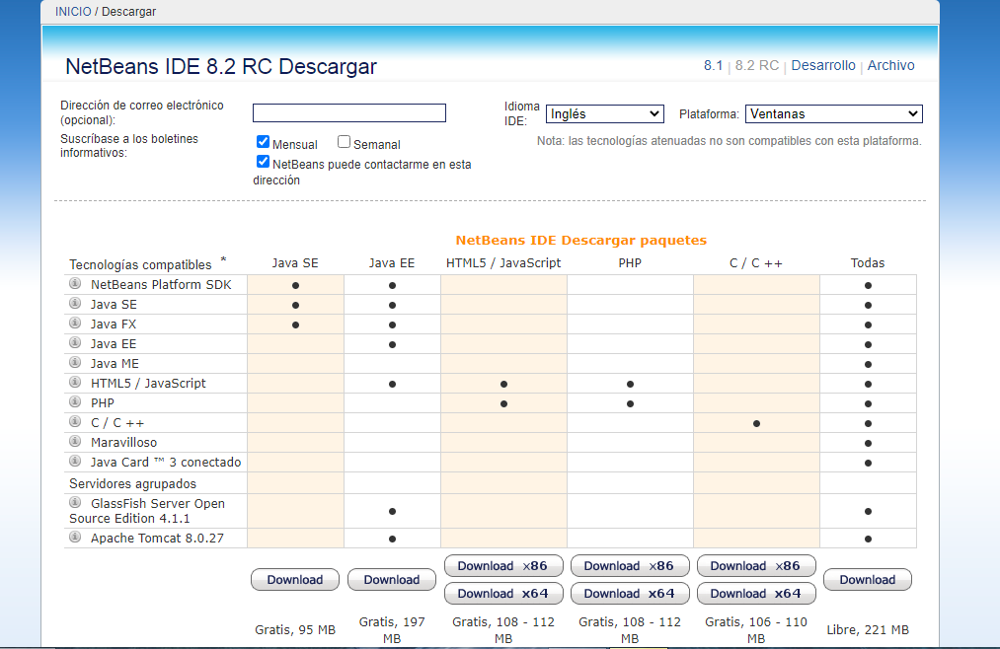 INICIO / Descargar
NetBeans IDE 8.2 RC Descargar
8.1 | 8.2 RC | Desarrollo | Archivo
Dirección de correo electrónico
(opcional):
Suscríbase a los boletines
informativos:
Mensual
Semanal
NetBeans puede contactarme en esta
dirección
Idioma
IDE:
Inglés
Plataforma:
Ventanas
Nota: las tecnologías atenuadas no son compatibles con esta plataforma.
NetBeans IDE Descargar paquetes
Tecnologías compatibles * Java SE Java EE HTML5 / JavaScript PHP C / C ++ Todas
NetBeans Platform SDK • • •
Java SE • • •
Java FX • • •
Java EE • •
Java ME •
HTML5 / JavaScript • • • •
PHP • • •
C / C ++ • •
Maravilloso •
Java Card ™ 3 conectado •
Servidores agrupados
GlassFish Server Open
Source Edition 4.1.1 • •
Apache Tomcat 8.0.27 • •
Download Download Download x86 Download x86 Download x86 Download
Download x64 Download x64 Download x64
Gratis, 95 MB
Gratis, 197
MB
Gratis, 108 - 112
MB
Gratis, 108 - 112
MB
Gratis, 106 - 110
MB
Libre, 221 MB